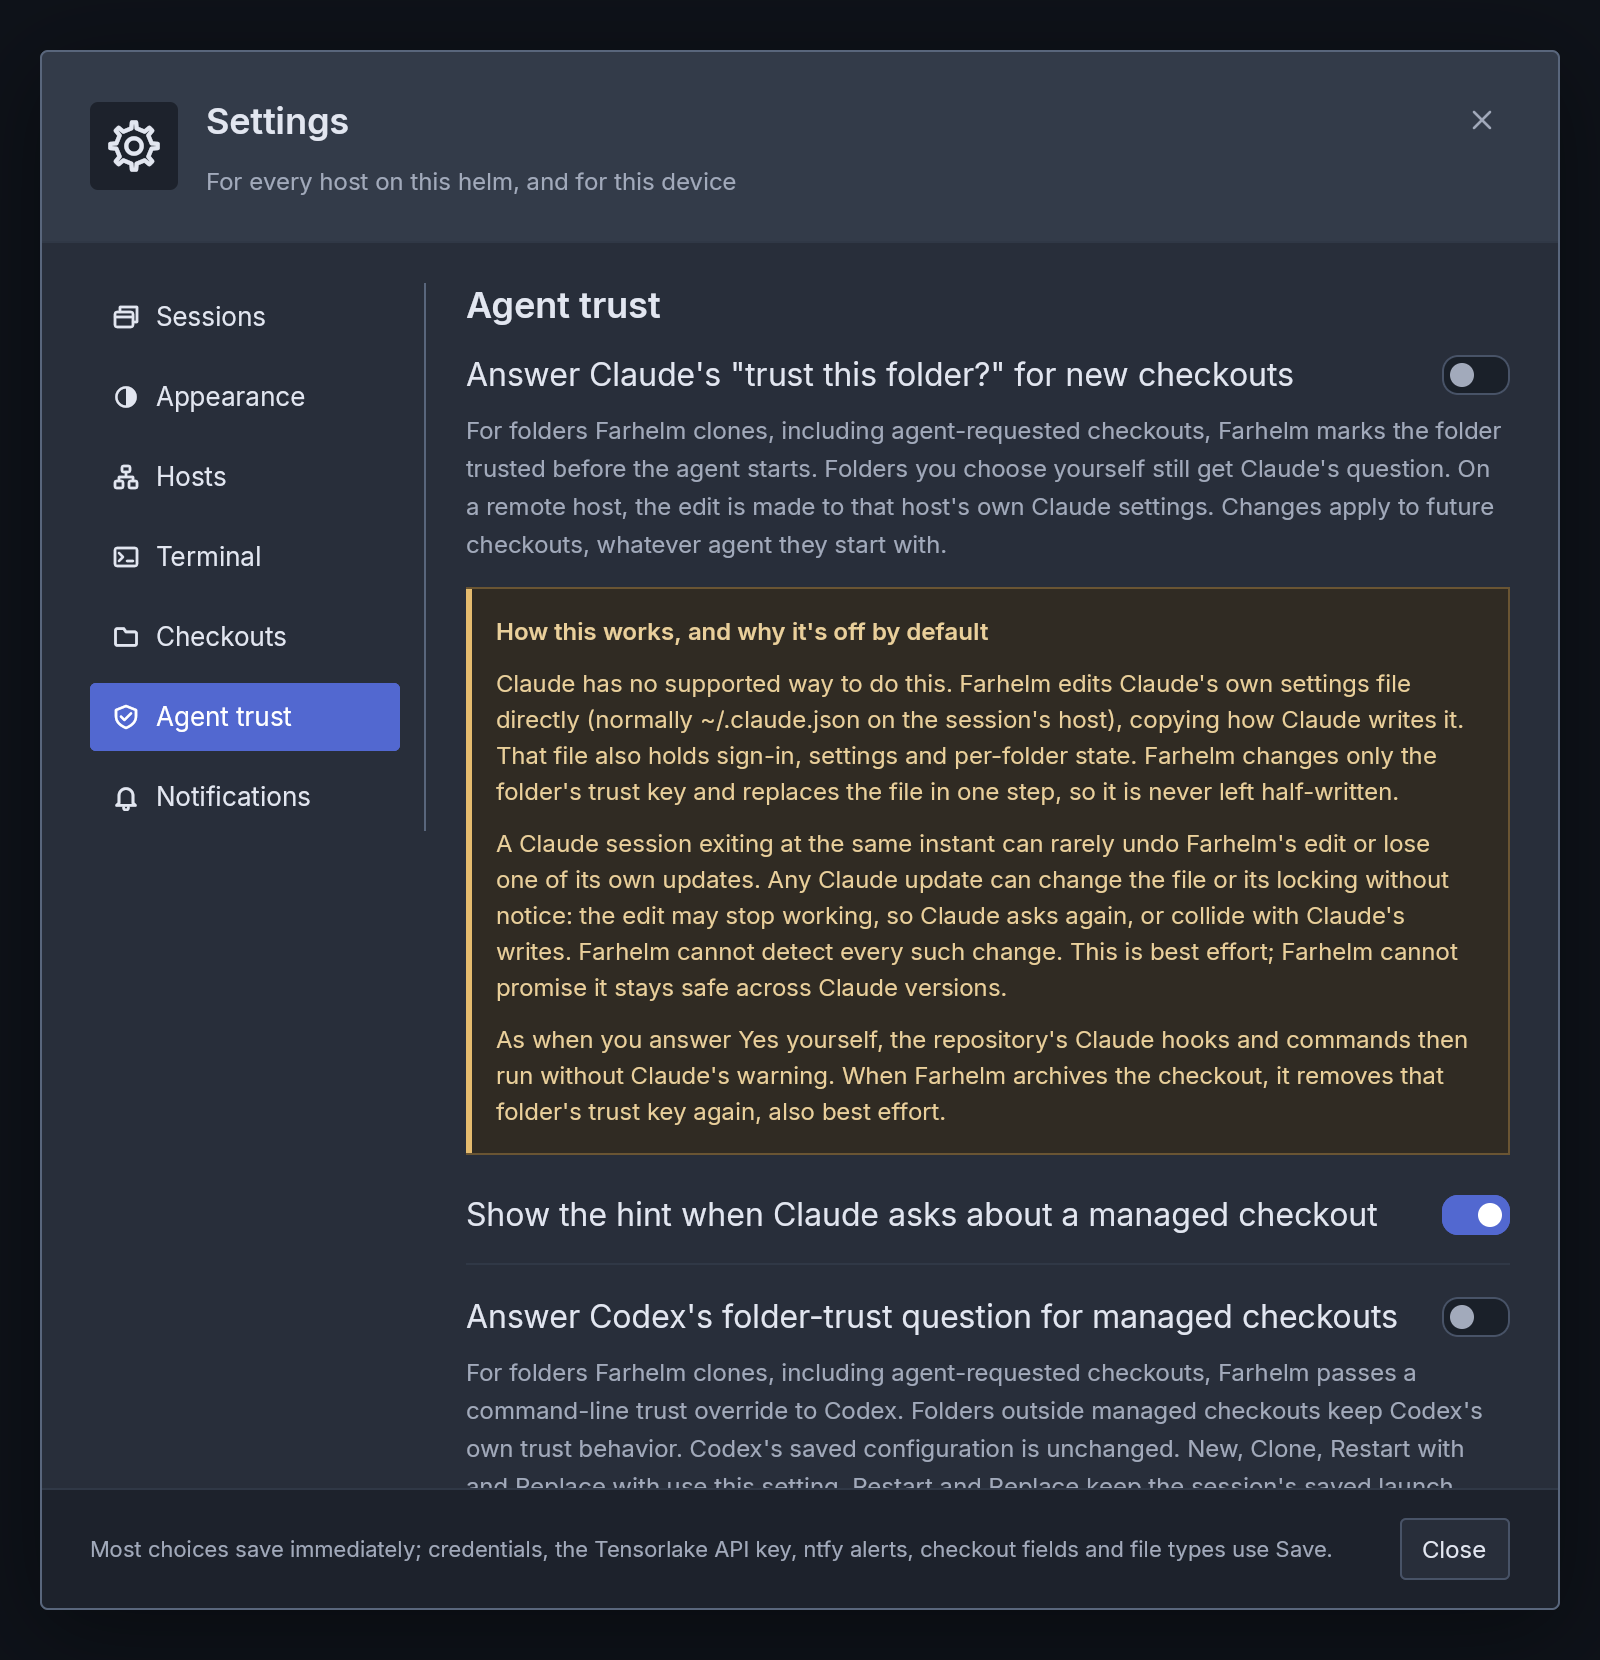 Settings
For every host on this helm, and for this device
Sessions
Appearance
Hosts
Terminal
Checkouts
Agent trust
Notifications
Agent trust
Answer Claude's "trust this folder?" for new checkouts
For folders Farhelm clones, including agent-requested checkouts, Farhelm marks the folder
trusted before the agent starts. Folders you choose yourself still get Claude's question. On
a remote host, the edit is made to that host's own Claude settings. Changes apply to future
checkouts, whatever agent they start with.
How this works, and why it's off by default
Claude has no supported way to do this. Farhelm edits Claude's own settings file
directly (normally ~/.claude.json on the session's host), copying how Claude writes it.
That file also holds sign-in, settings and per-folder state. Farhelm changes only the
folder's trust key and replaces the file in one step, so it is never left half-written.
A Claude session exiting at the same instant can rarely undo Farhelm's edit or lose
one of its own updates. Any Claude update can change the file or its locking without
notice: the edit may stop working, so Claude asks again, or collide with Claude's
writes. Farhelm cannot detect every such change. This is best effort; Farhelm cannot
promise it stays safe across Claude versions.
As when you answer Yes yourself, the repository's Claude hooks and commands then
run without Claude's warning. When Farhelm archives the checkout, it removes that
folder's trust key again, also best effort.
Show the hint when Claude asks about a managed checkout
Answer Codex's folder-trust question for managed checkouts
For folders Farhelm clones, including agent-requested checkouts, Farhelm passes a
command-line trust override to Codex. Folders outside managed checkouts keep Codex's
own trust behavior. Codex's saved configuration is unchanged. New, Clone, Restart with
and Replace with use this setting. Restart and Replace keep the session's saved launch
Most choices save immediately; credentials, the Tensorlake API key, ntfy alerts, checkout fields and file types use Save.
Close